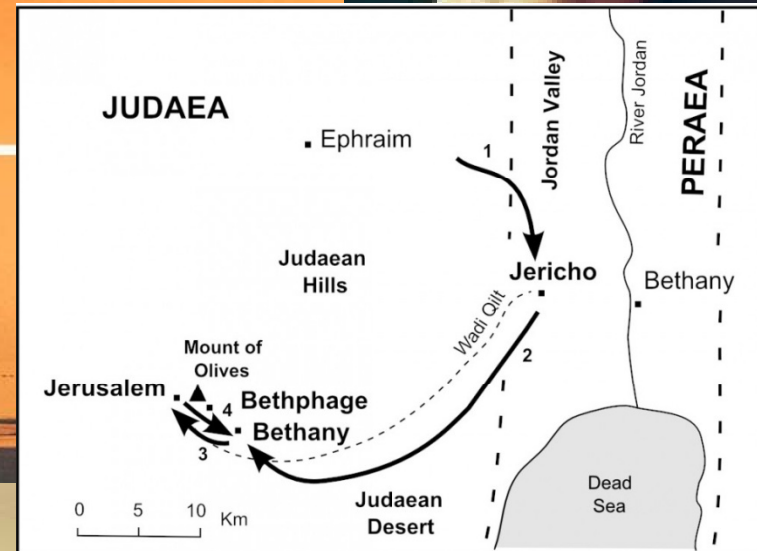 JUDAEA
Ephraim
1
Jordan Valley
River Jordan
PERAEA
Judaean
Hills
Jericho
Bethany
Wadi Qilt
2
Mount of
Olives
Jerusalem
4
Bethphage
Bethany
3
0 5 10
Km
Judaean
Desert
Dead
Sea